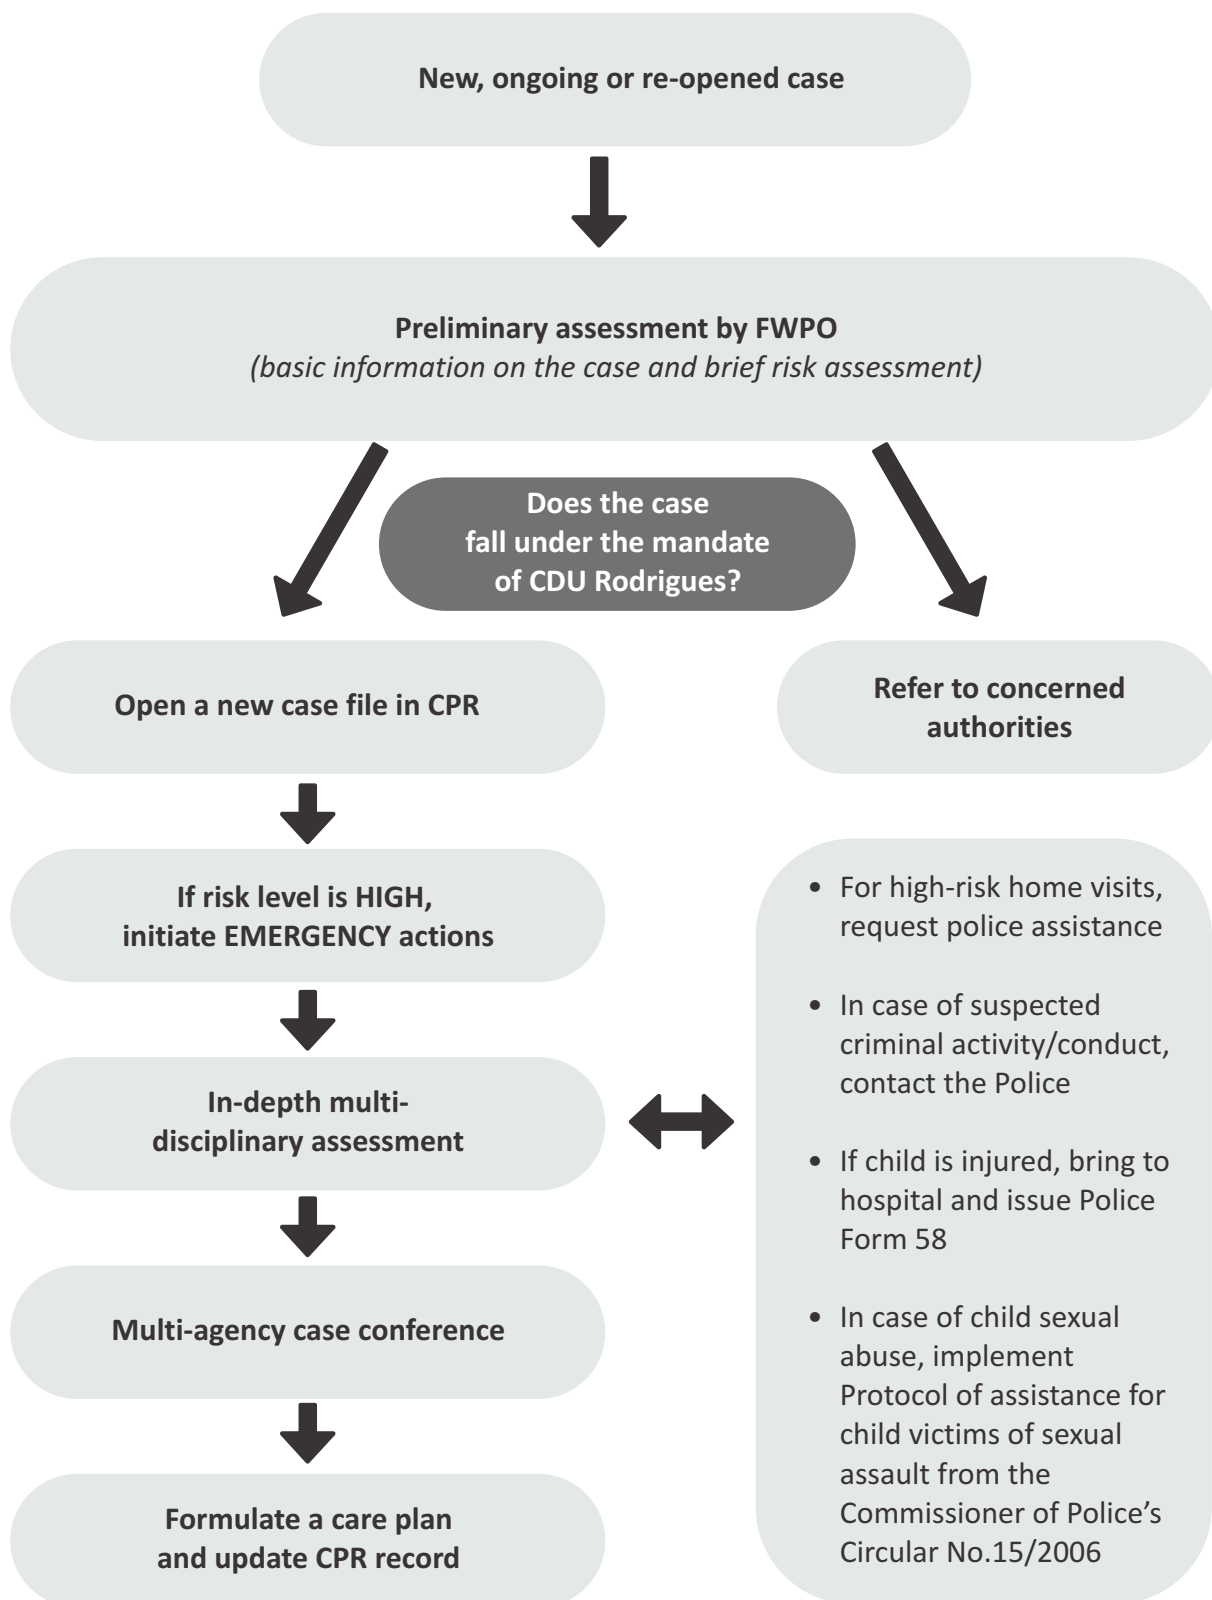 New, ongoing or re-opened case
Preliminary assessment by FWPO
(basic information on the case and brief risk assessment)
Does the case
fall under the mandate
of CDU Rodrigues?
Open a new case file in CPR
Refer to concerned
authorities
If risk level is HIGH,
initiate EMERGENCY actions
In-depth multi-
disciplinary assessment
Multi-agency case conference
Formulate a care plan
and update CPR record
• For high-risk home visits,
request police assistance
• In case of suspected
criminal activity/conduct,
contact the Police
• If child is injured, bring to
hospital and issue Police
Form 58
• In case of child sexual
abuse, implement
Protocol of assistance for
child victims of sexual
assault from the
Commissioner of Police’s
Circular No.15/2006